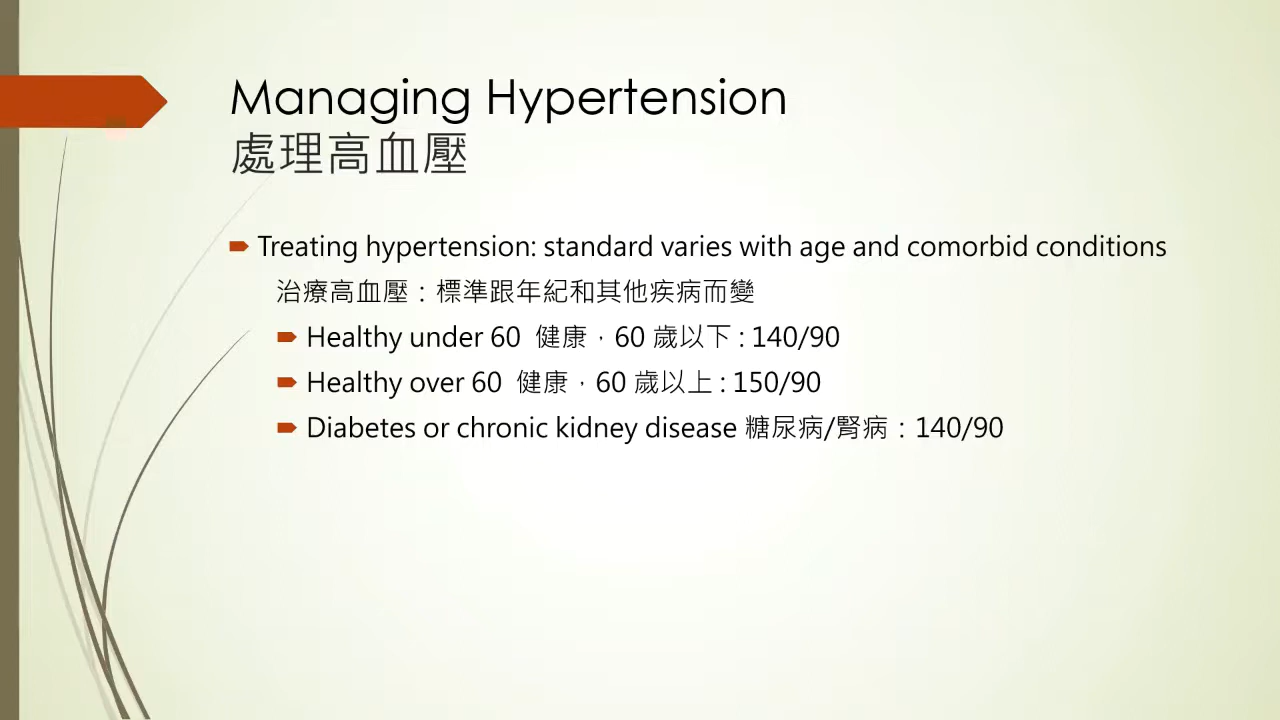 Managing Hypertension
處理高血壓
Treating hypertension: standard varies with age and comorbid conditions
治療高血壓：標準跟年紀和其他疾病而變
Healthy under 60 健康，60 歲以下 : 140/90
Healthy over 60 健康，60 歲以上 : 150/90
Diabetes or chronic kidney disease 糖尿病/腎病：140/90